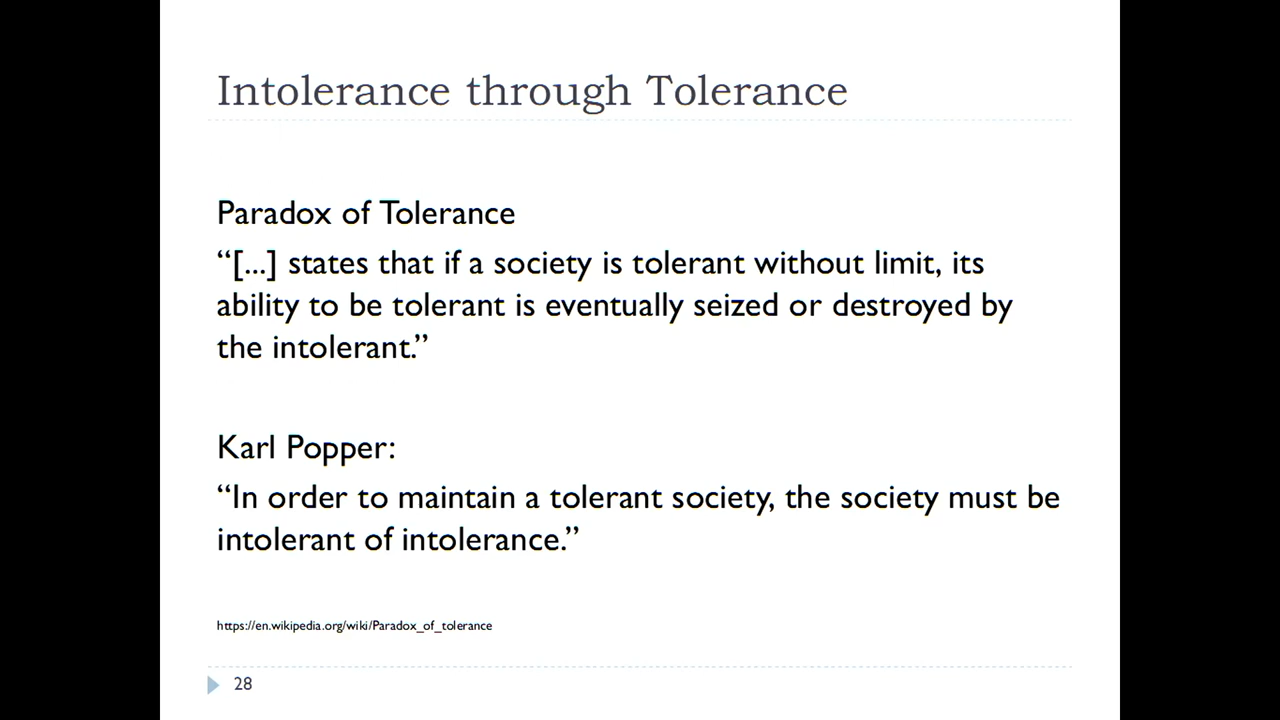 Intolerance through Tolerance
Paradox of Tolerance
“[...] states that if a society is tolerant without limit, its
ability to be tolerant is eventually seized or destroyed by
the intolerant.”
Karl Popper:
“In order to maintain a tolerant society, the society must be
intolerant of intolerance.”
https://en.wikipedia.org/wiki/Paradox_of_tolerance
28